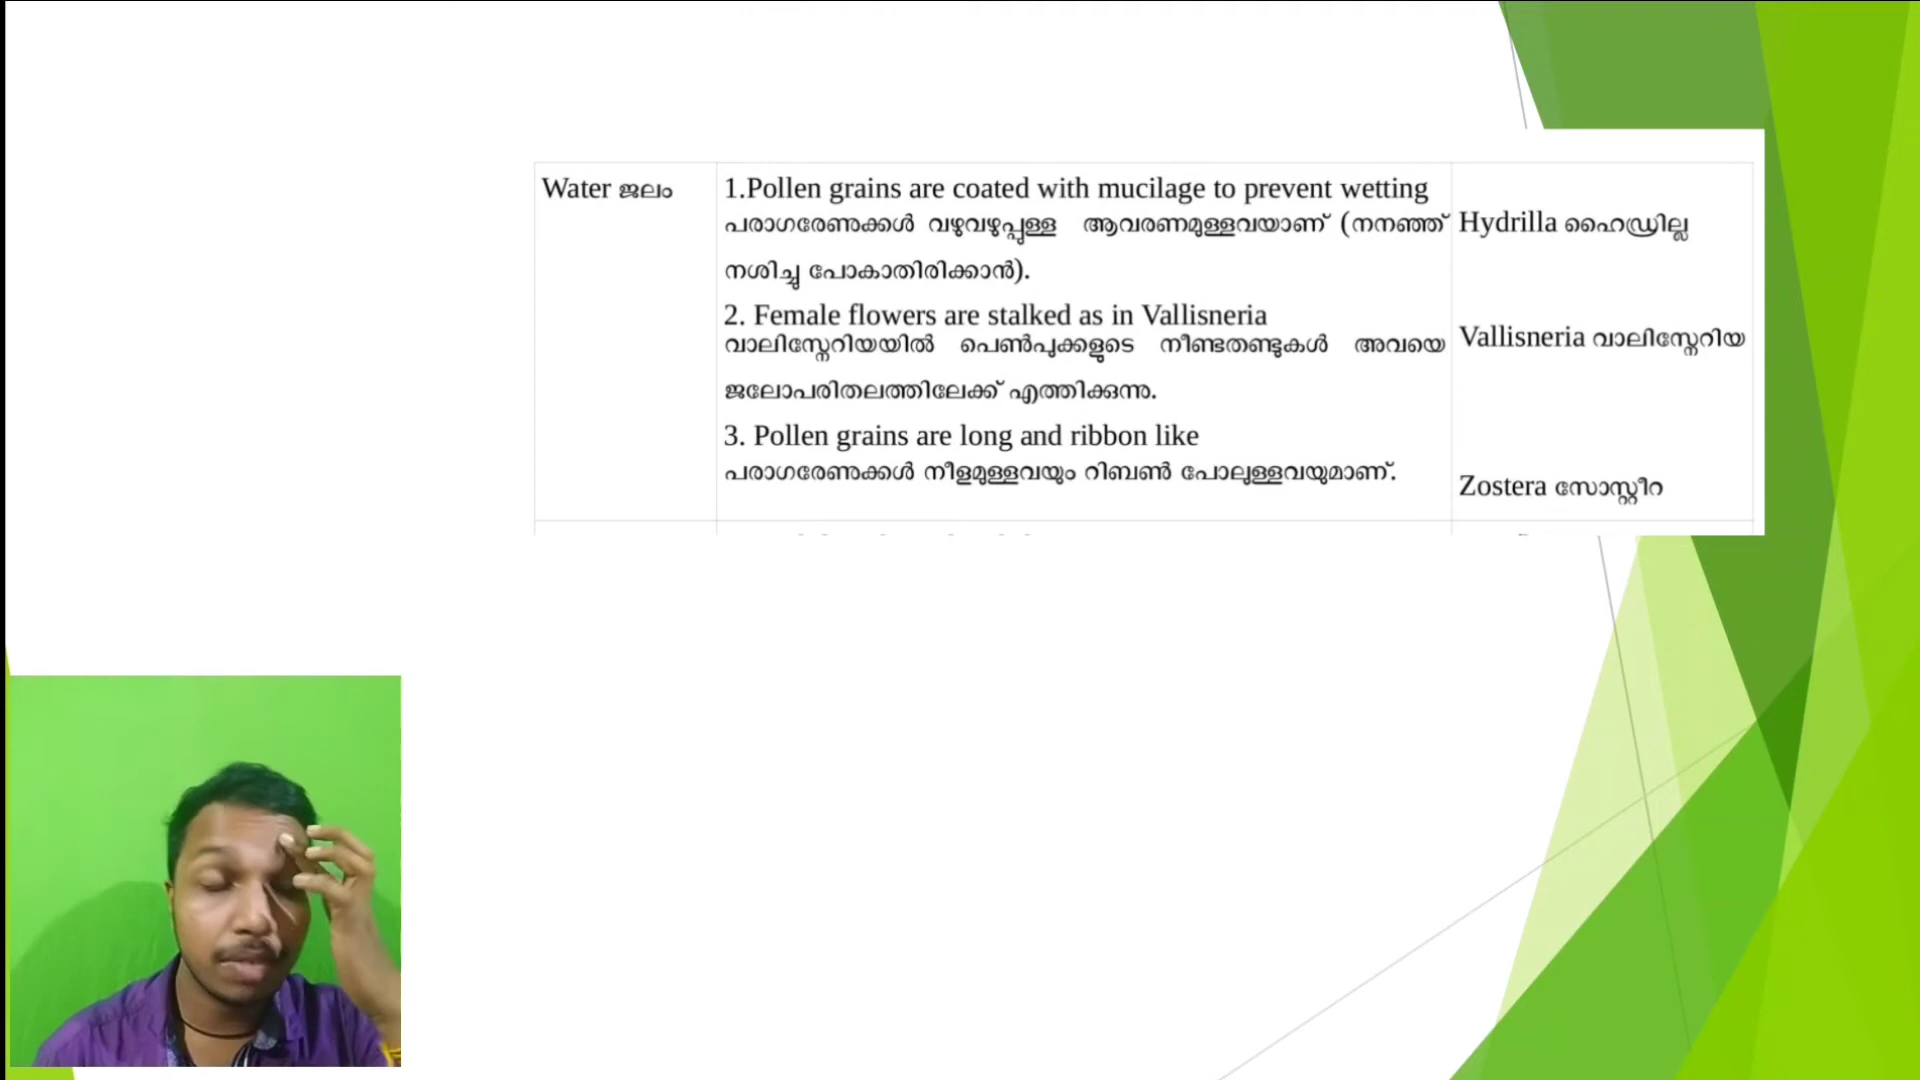 Water ജലം
1.Pollen grains are coated with mucilage to prevent wetting
പരാഗരേണുക്കൾ വഴുവഴുപ്പുള്ള ആവരണമുള്ളവയാണ് (നനഞ്ഞ്
നശിച്ചു പോകാതിരിക്കാൻ).
2. Female flowers are stalked as in Vallisneria
വാലിസ്നേറിയയിൽ പെൺപൂക്കളുടെ നീണ്ടതണ്ടുകൾ അവയെ
ജലോപരിതലത്തിലേക്ക് എത്തിക്കുന്നു.
3. Pollen grains are long and ribbon like
പരാഗരേണുക്കൾ നീളമുള്ളവയും റിബൺ പോലുള്ളവയുമാണ്.
Hydrilla ഹൈഡ്രില്ല
Vallisneria വാലിസ്നേറിയ
Zostera സോസ്റ്റീറ